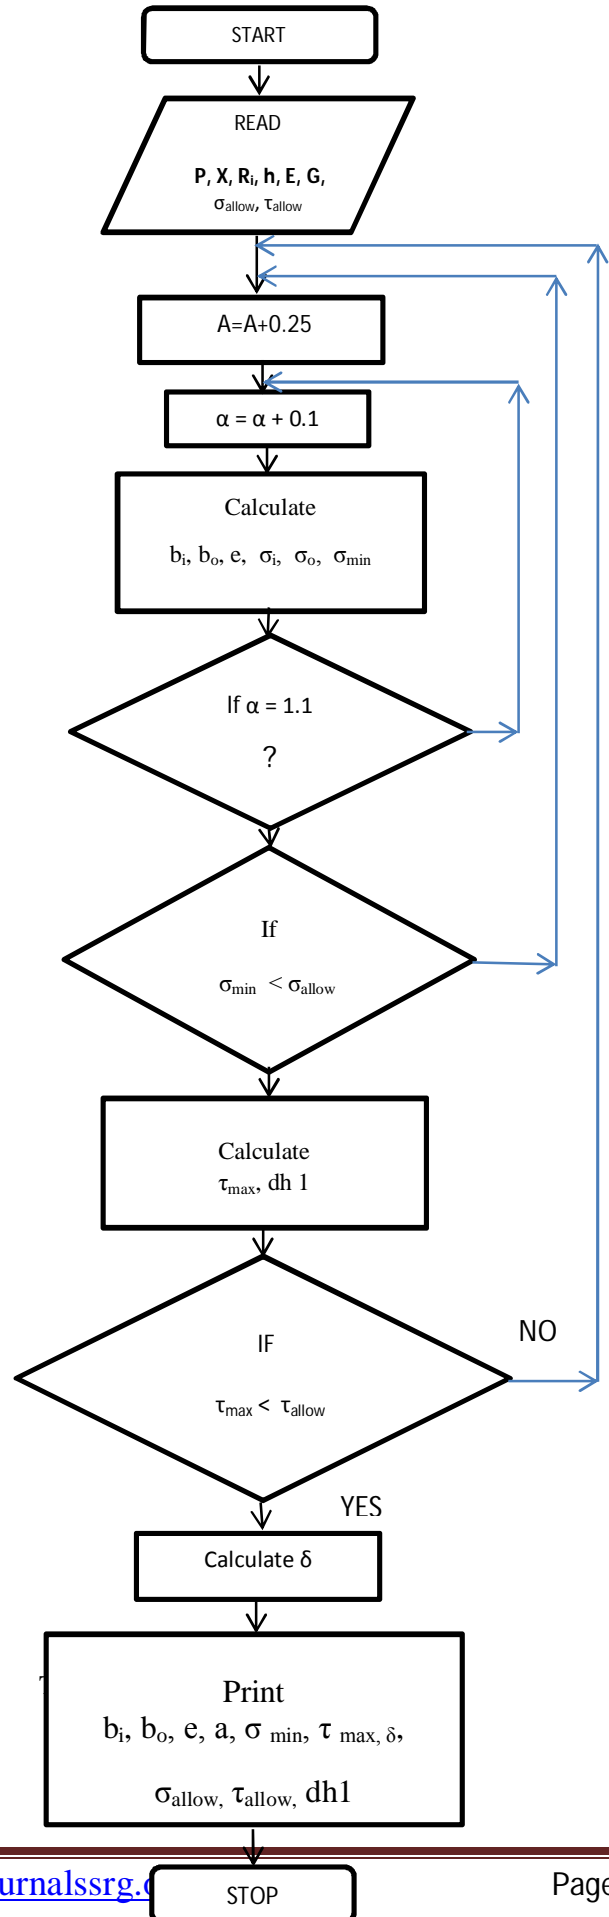 START
READ
P, X, Rᵢ, h, E, G,
σallow, τallow
A=A+0.25
α = α + 0.1
Calculate
bᵢ, bₒ, e, σᵢ, σₒ, σmin
If α = 1.1
?
If
σmin < σallow
Calculate
τmax, dh 1
IF
τmax < τallow
NO
YES
Calculate δ
Print
bᵢ, bₒ, e, a, σ min, τ max, δ,
σallow, τallow, dh1
urnalssrg. Page
STOP